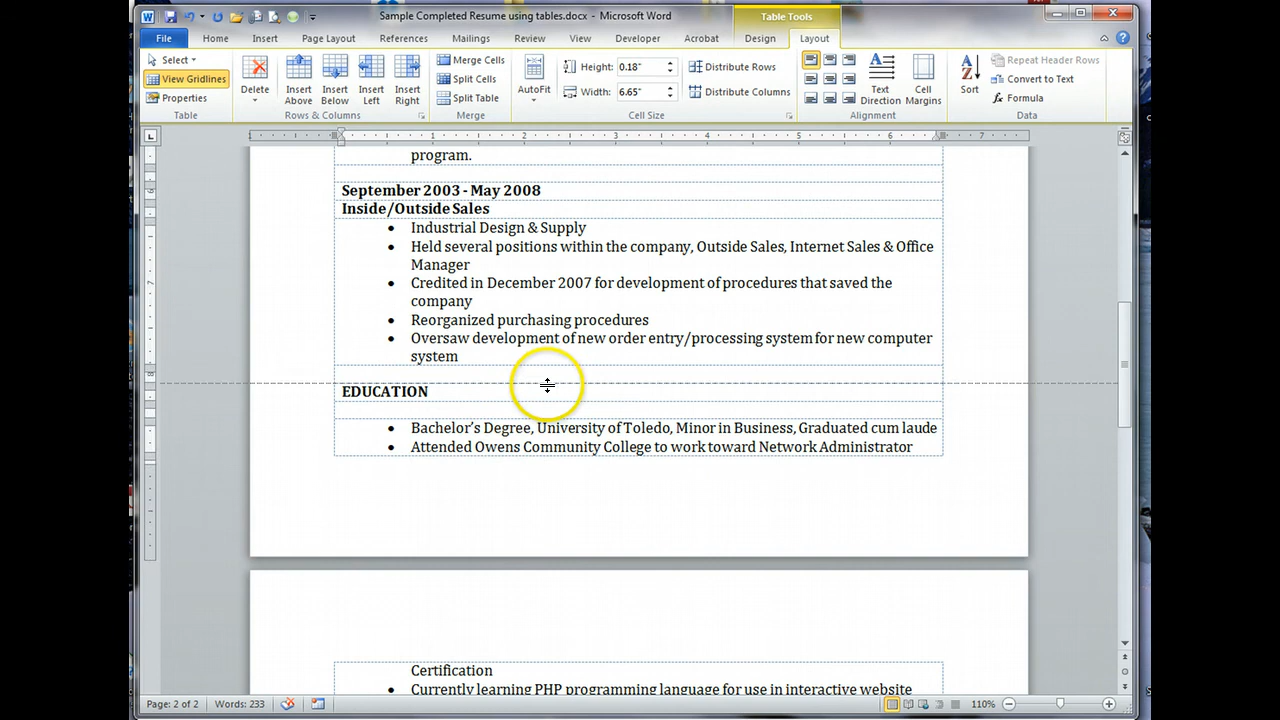 Sample Completed Resume using tables.docx - Microsoft Word
Table Tools
File Home Insert Page Layout References Mailings Review View Developer Acrobat Design Layout
Select
View Gridlines
Properties
Table
Delete
Insert Above
Insert Below
Insert Left
Insert Right
Rows & Columns
Merge Cells
Split Cells
Split Table
Merge
AutoFit
Height: 0.18"
Width: 6.65"
Distribute Rows
Distribute Columns
Cell Size
Text Direction
Cell Margins
Alignment
Sort
Repeat Header Rows
Convert to Text
Formula
Data
1 1 2 3 4 5 6 7
program.
September 2003 - May 2008
Inside/Outside Sales
• Industrial Design & Supply
• Held several positions within the company, Outside Sales, Internet Sales & Office
Manager
• Credited in December 2007 for development of procedures that saved the
company
• Reorganized purchasing procedures
• Oversaw development of new order entry/processing system for new computer
system
EDUCATION
• Bachelor's Degree, University of Toledo, Minor in Business, Graduated cum laude
• Attended Owens Community College to work toward Network Administrator
Certification
• Currently learning PHP programming language for use in interactive website
Page: 2 of 2 Words: 233 110%